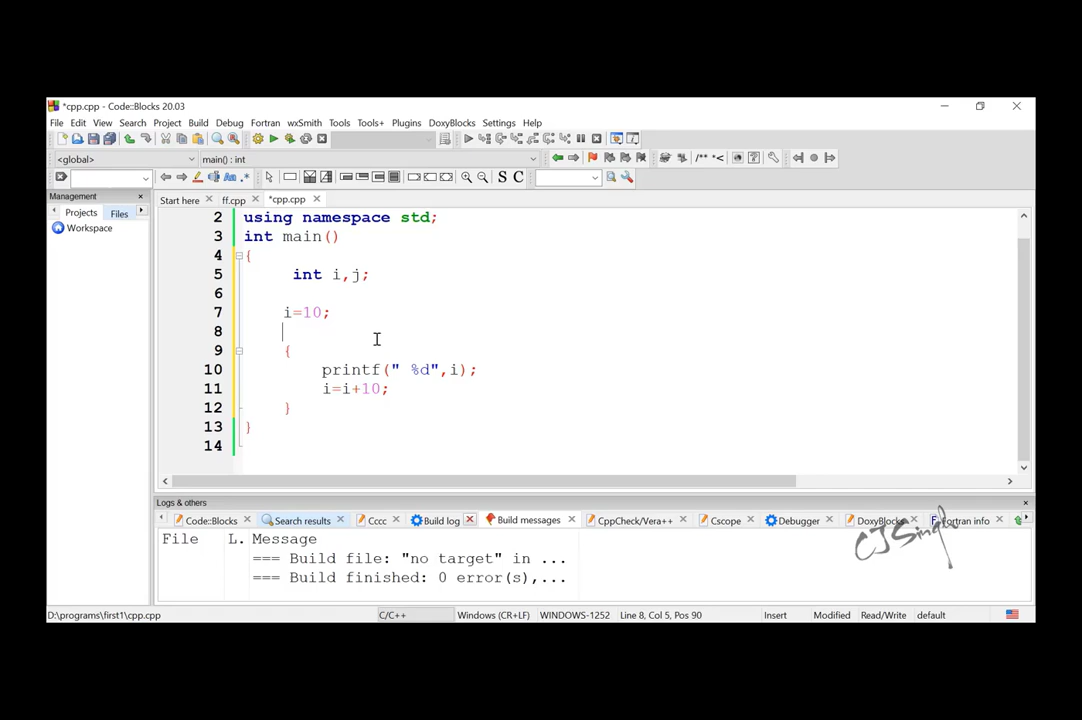 *cpp.cpp - Code::Blocks 20.03
File Edit View Search Project Build Debug Fortran wxSmith Tools Tools+ Plugins DoxyBlocks Settings Help
<global> main() : int
/** *<
Aa .* S C
Management
Start here ff.cpp *cpp.cpp
Projects Files
Workspace
2 using namespace std;
3 int main()
4 {
5 int i,j;
6
7 i=10;
8
9 {
10 printf(" %d",i);
11 i=i+10;
12 }
13 }
14
Logs & others
Code::Blocks Search results Cccc Build log Build messages CppCheck/Vera++ Cscope Debugger DoxyBlocks Fortran info
File L. Message
=== Build file: "no target" in ...
=== Build finished: 0 error(s),...
CJSingh
D:\programs\first1\cpp.cpp C/C++ Windows (CR+LF) WINDOWS-1252 Line 8, Col 5, Pos 90 Insert Modified Read/Write default